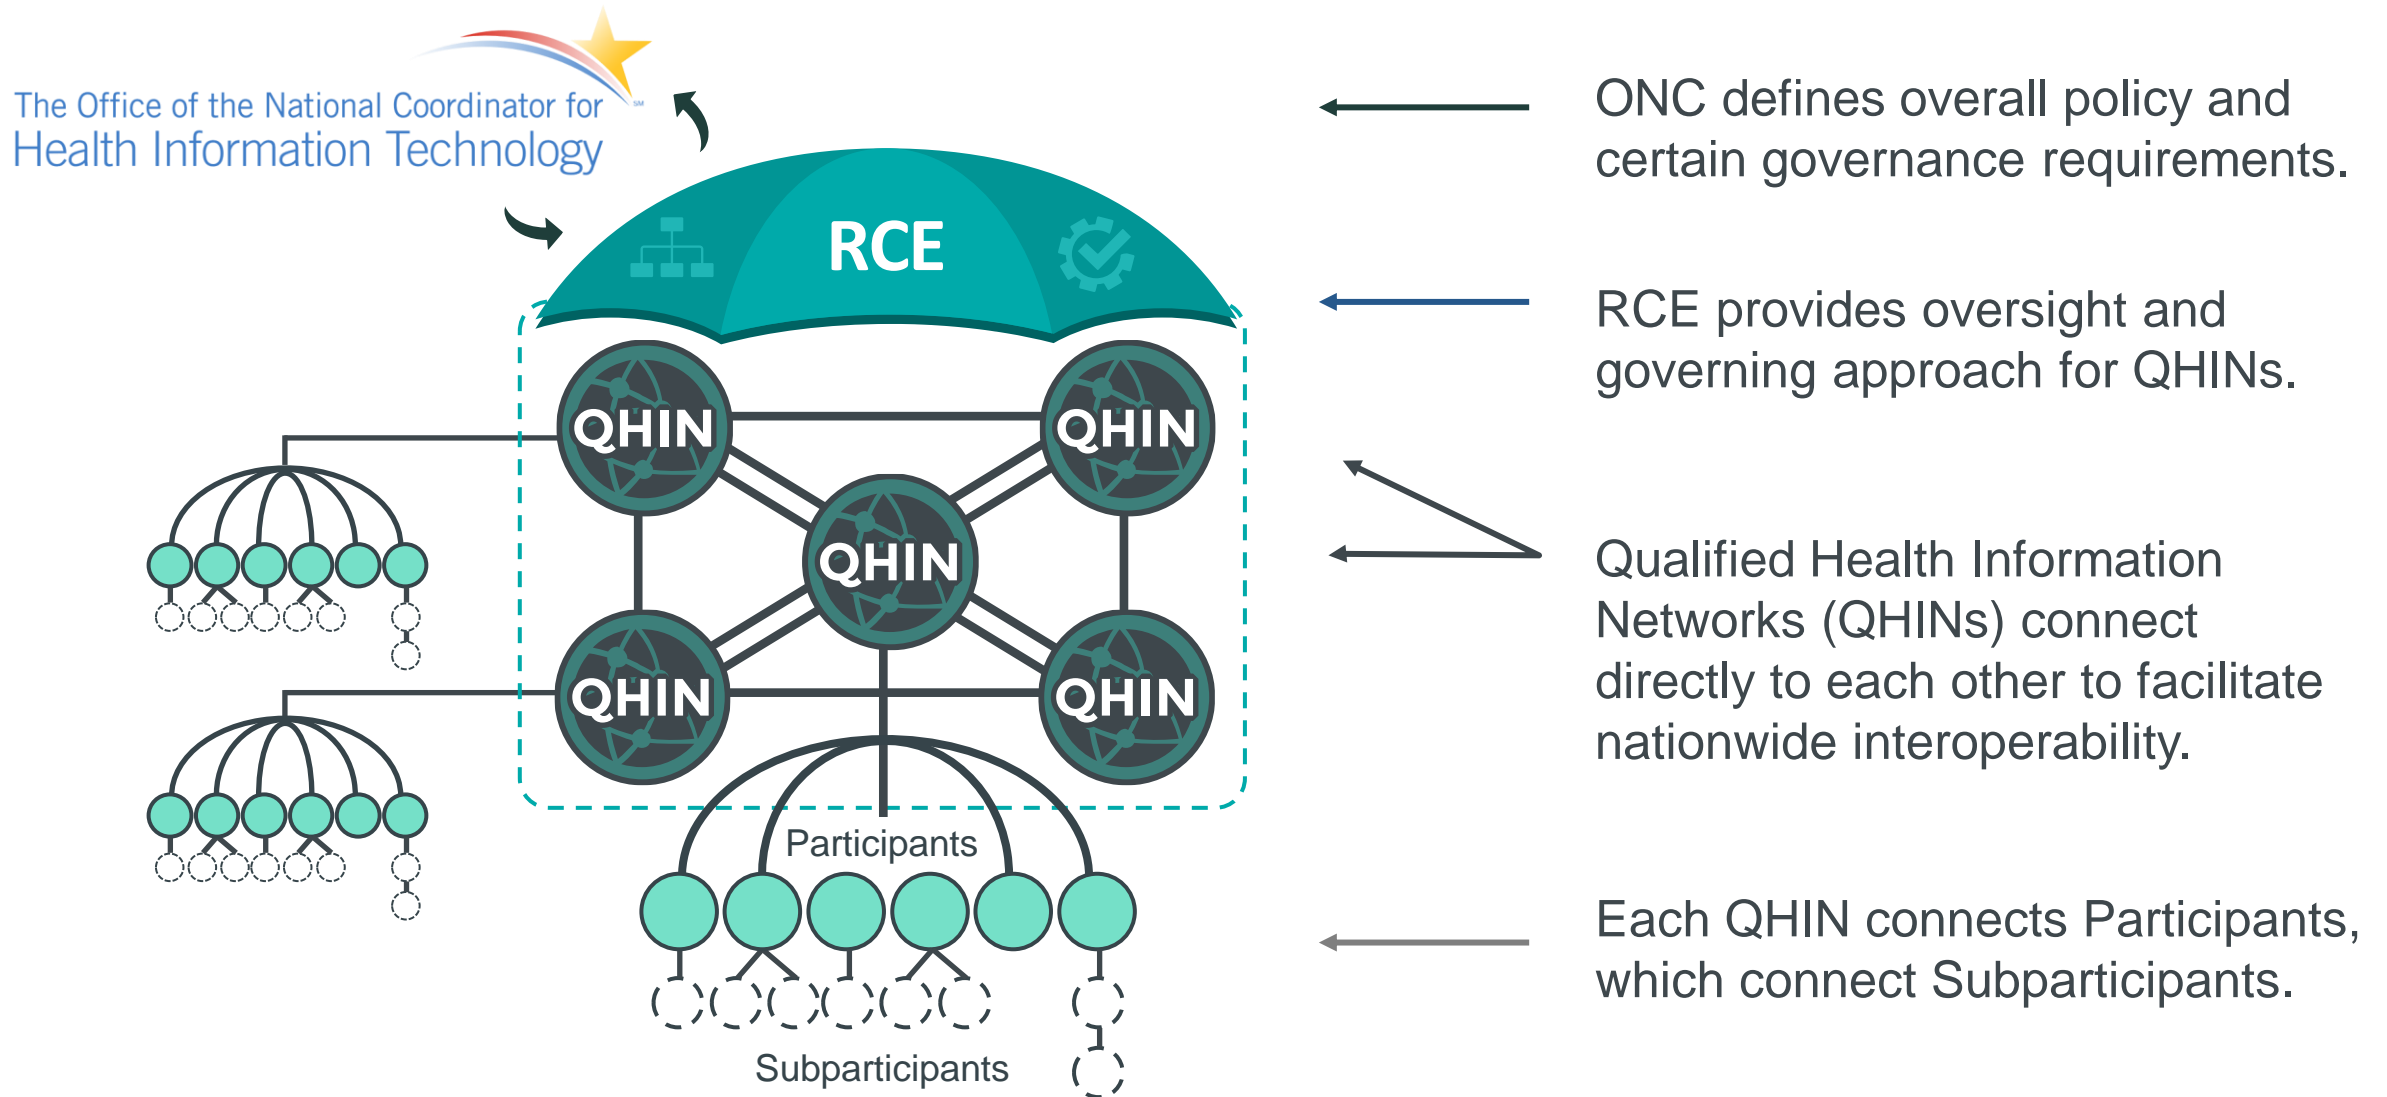 The Office of the National Coordinator for
Health Information Technology
SM
RCE
QHIN
QHIN
QHIN
QHIN
QHIN
Participants
Subparticipants
ONC defines overall policy and
certain governance requirements.
RCE provides oversight and
governing approach for QHINs.
Qualified Health Information
Networks (QHINs) connect
directly to each other to facilitate
nationwide interoperability.
Each QHIN connects Participants,
which connect Subparticipants.